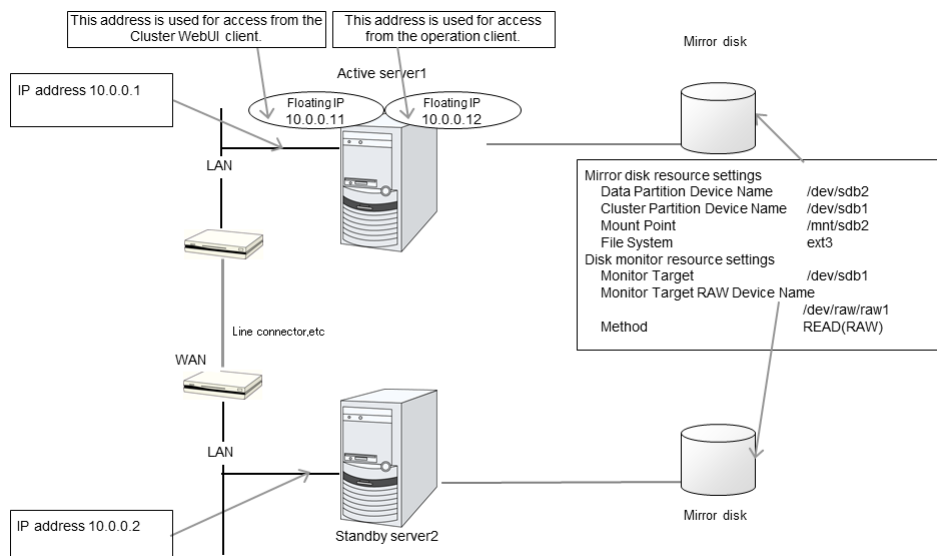 This address is used for access from the
Cluster WebUI client.
This address is used for access
from the operation client.
Mirror disk
Active server1
IP address 10.0.0.1
Floating IP
10.0.0.11
Floating IP
10.0.0.12
LAN
Mirror disk resource settings
Data Partition Device Name /dev/sdb2
Cluster Partition Device Name /dev/sdb1
Mount Point /mnt/sdb2
File System ext3
Disk monitor resource settings
Monitor Target /dev/sdb1
Monitor Target RAW Device Name
/dev/raw/raw1
Method READ(RAW)
Line connector,etc
WAN
LAN
IP address 10.0.0.2
Standby server2
Mirror disk